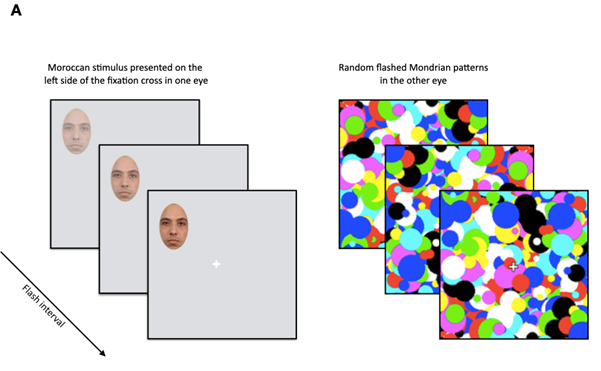 A
Moroccan stimulus presented on the
left side of the fixation cross in one eye
Random flashed Mondrian patterns
in the other eye
Flash interval